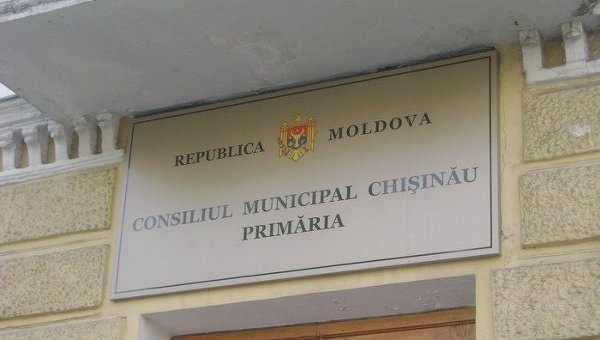 REPUBLICA MOLDOVA
CONSILIUL MUNICIPAL CHIŞINĂU
PRIMĂRIA